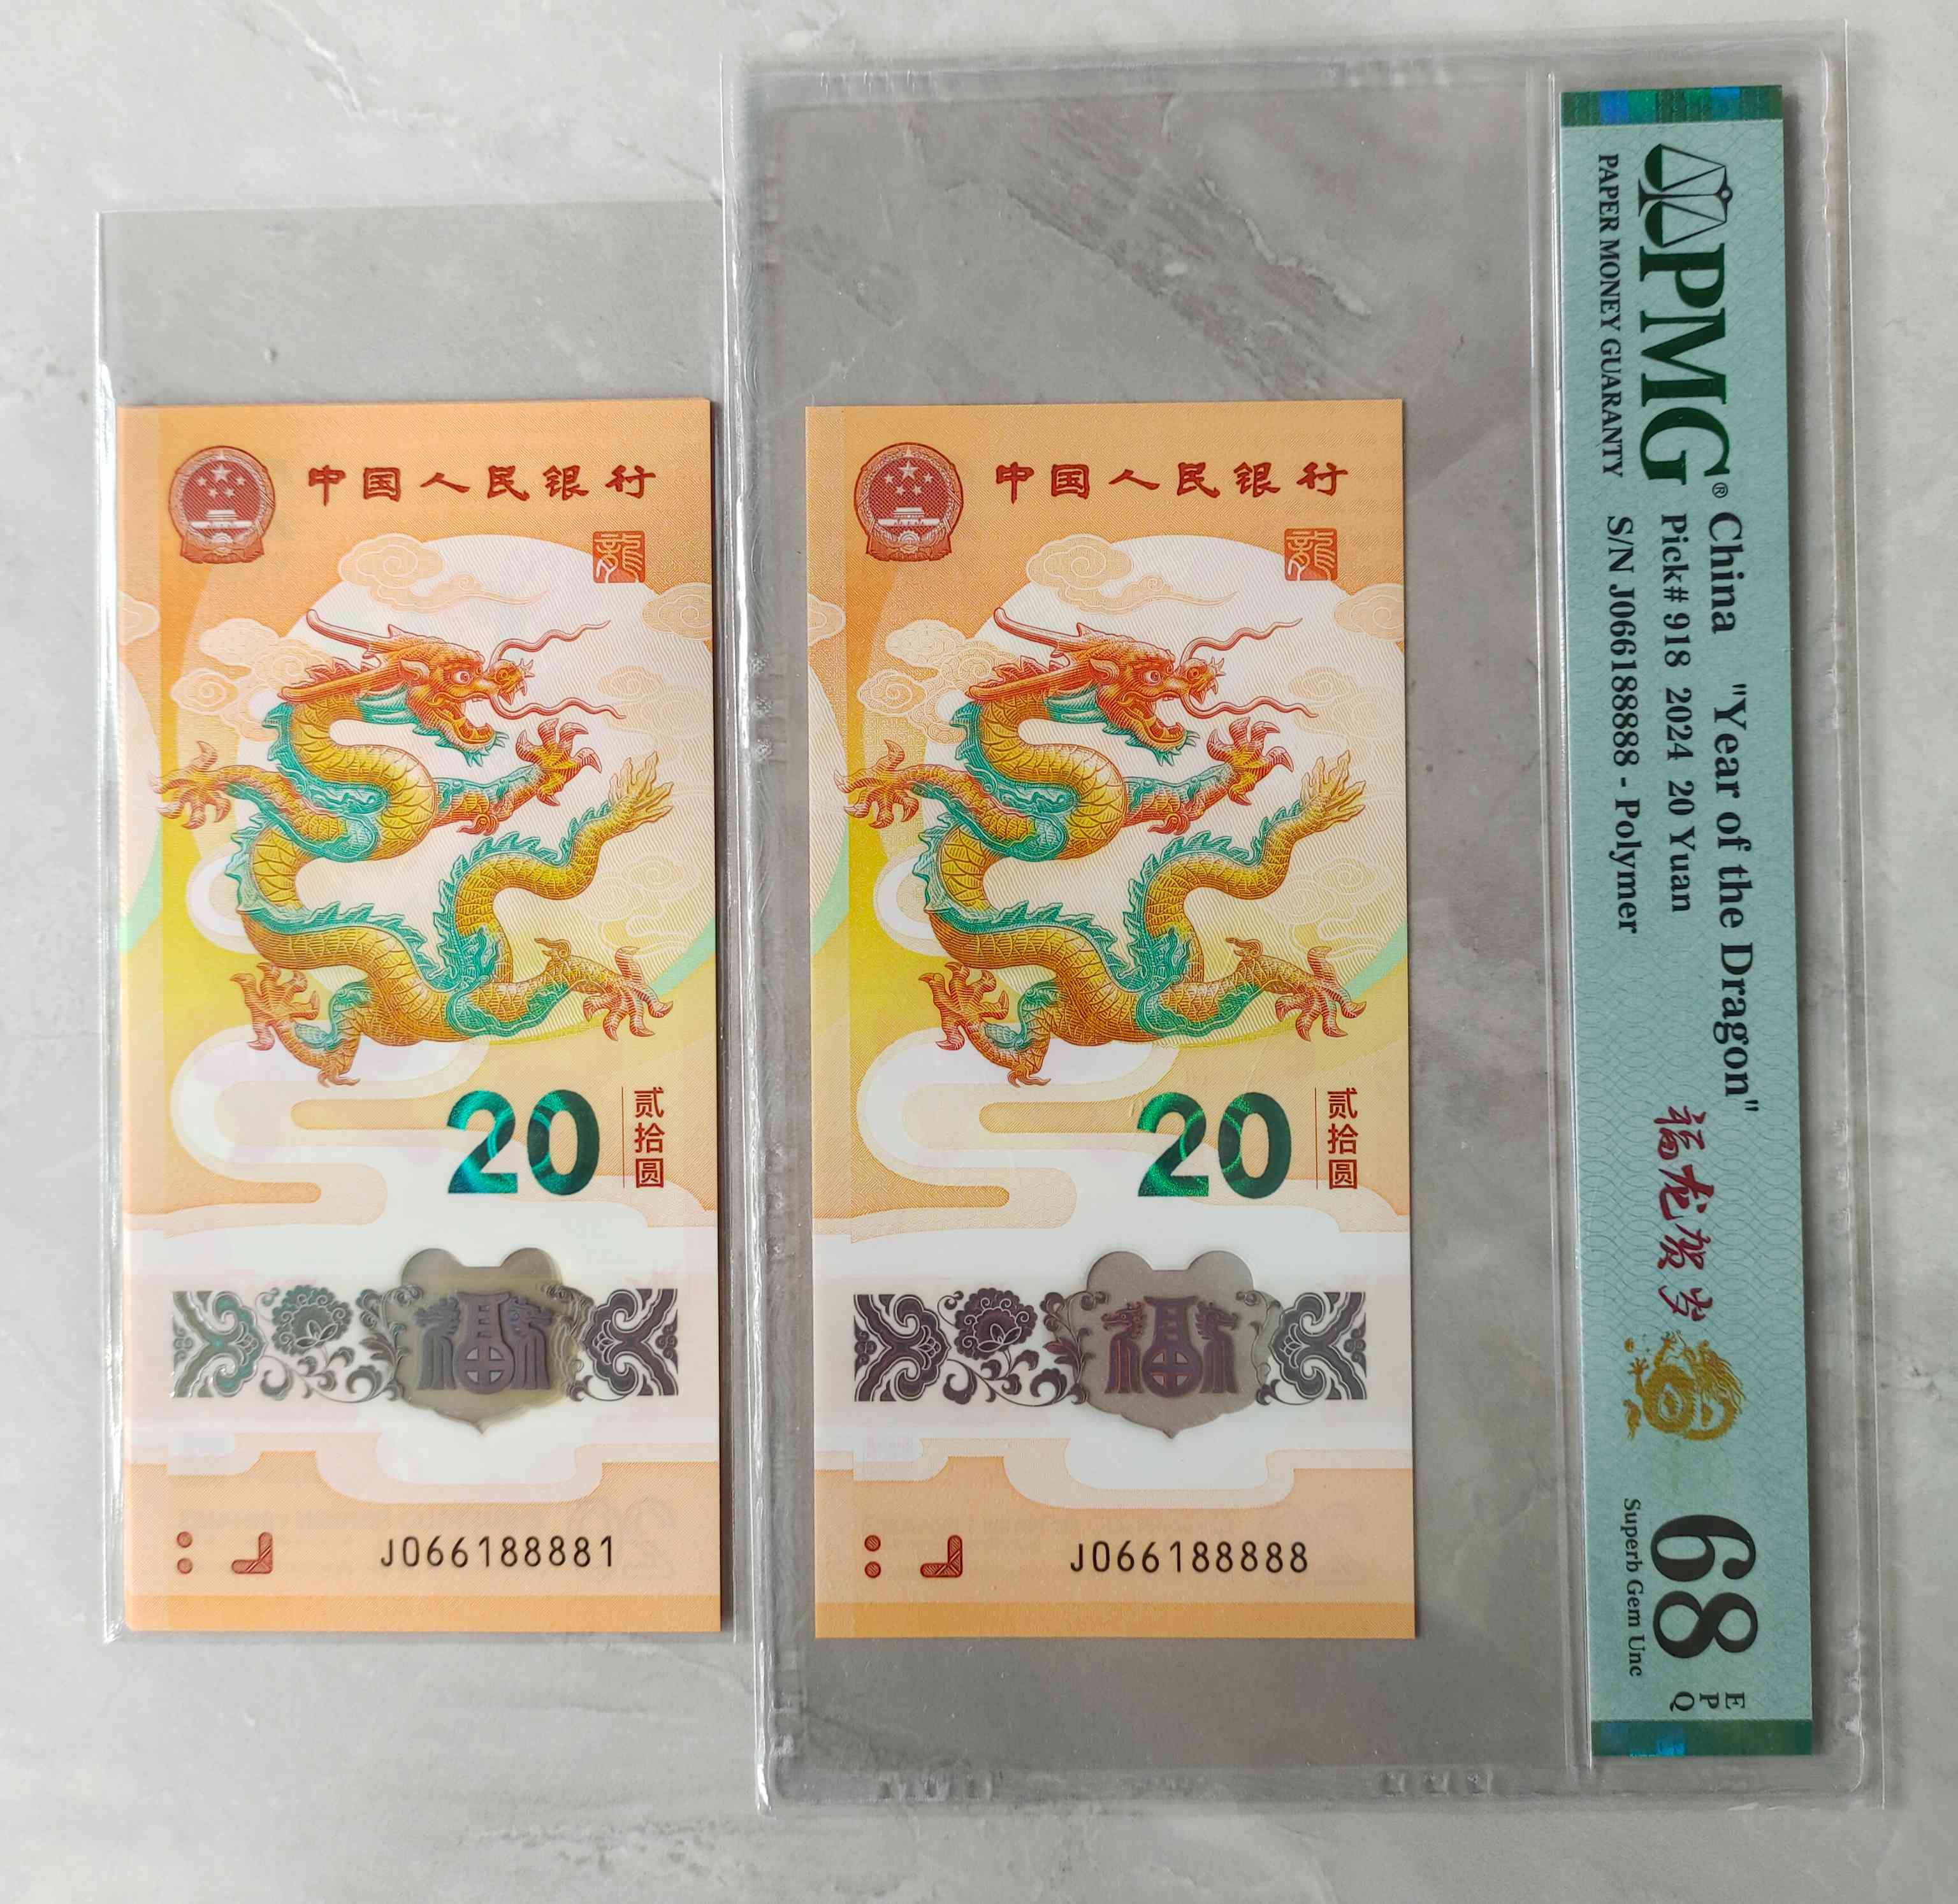 中国人民银行
龍
20
贰拾圆
福
J066188881
中国人民银行
龍
20
贰拾圆
福
J066188888
PMG®
PAPER MONEY GUARANTY
China "Year of the Dragon"
Pick# 918 2024 20 Yuan
S/N J066188888 - Polymer
福龙贺岁
68
EPQ
Superb Gem Unc